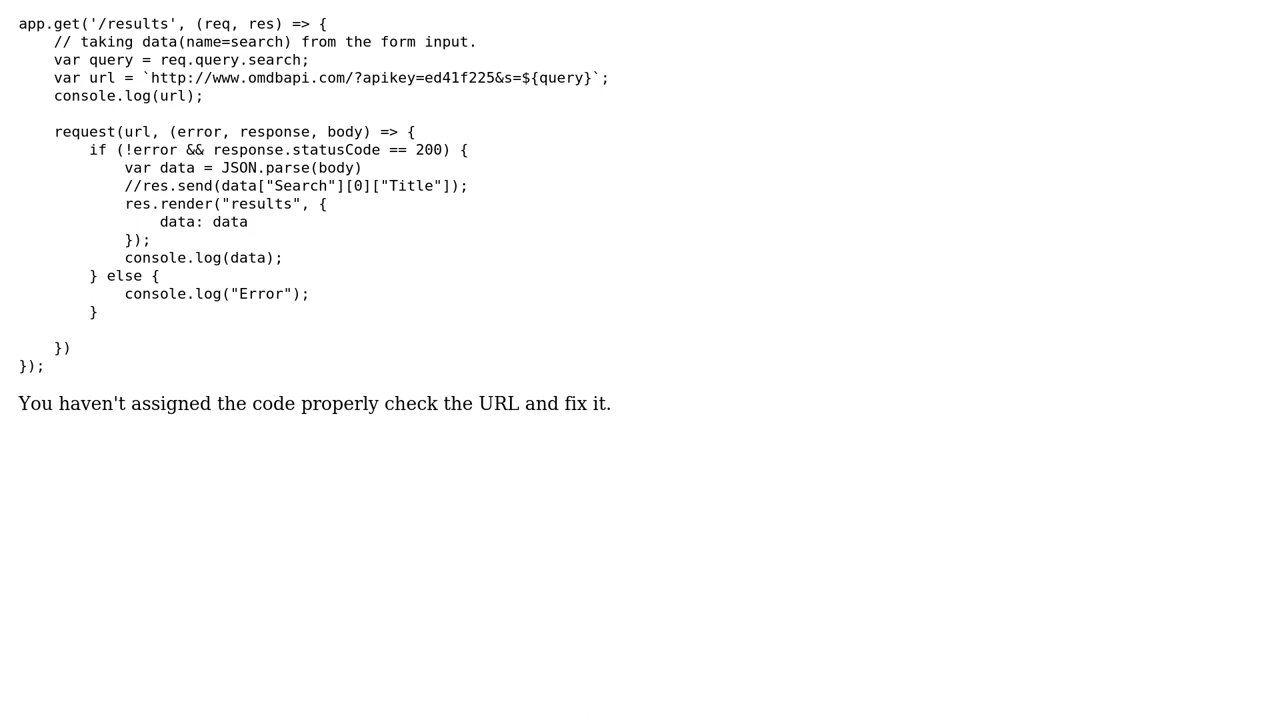 app.get('/results', (req, res) => {
    // taking data(name=search) from the form input.
    var query = req.query.search;
    var url = `http://www.omdbapi.com/?apikey=ed41f225&s=${query}`;
    console.log(url);

    request(url, (error, response, body) => {
        if (!error && response.statusCode == 200) {
            var data = JSON.parse(body)
            //res.send(data["Search"][0]["Title"]);
            res.render("results", {
                data: data
            });
            console.log(data);
        } else {
            console.log("Error");
        }

    })
});
You haven't assigned the code properly check the URL and fix it.